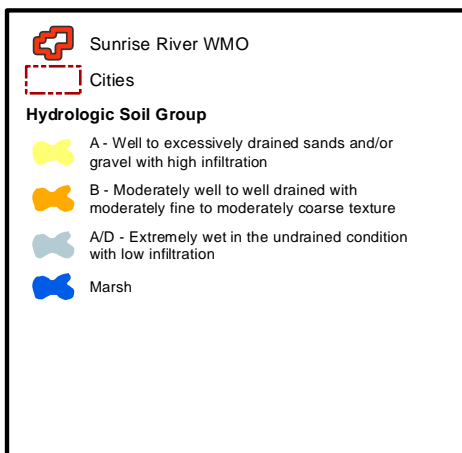 Sunrise River WMO
Cities
Hydrologic Soil Group
A - Well to excessively drained sands and/or
gravel with high infiltration
B - Moderately well to well drained with
moderately fine to moderately coarse texture
A/D - Extremely wet in the undrained condition
with low infiltration
Marsh